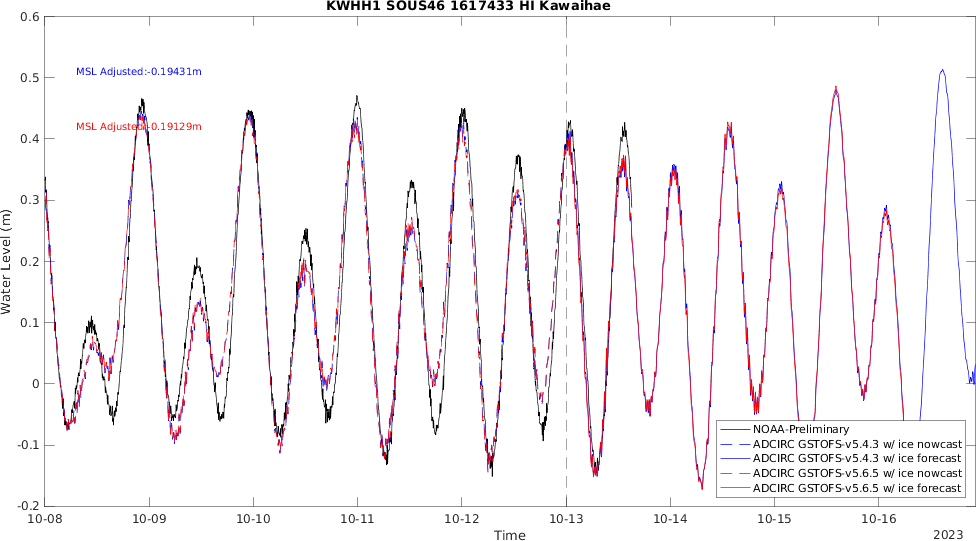 KWHH1 SOUS46 1617433 HI Kawaihae
0.6
0.5
0.4
0.3
0.2
0.1
0
-0.1
-0.2
Water Level (m)
MSL Adjusted:-0.19431m
MSL Adjusted:-0.19129m
NOAA-Preliminary
ADCIRC GSTOFS-v5.4.3 w/ ice nowcast
ADCIRC GSTOFS-v5.4.3 w/ ice forecast
ADCIRC GSTOFS-v5.6.5 w/ ice nowcast
ADCIRC GSTOFS-v5.6.5 w/ ice forecast
10-08 10-09 10-10 10-11 10-12 10-13 10-14 10-15 10-16
Time
2023